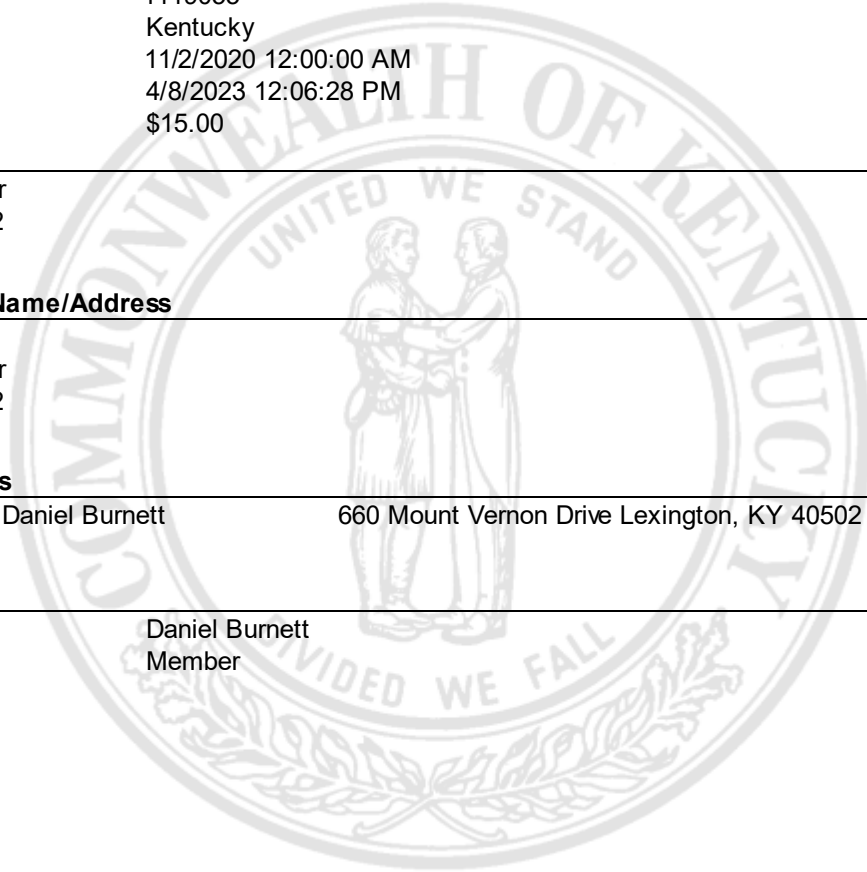 Kentucky
11/2/2020 12:00:00 AM
4/8/2023 12:06:28 PM
$15.00
r
2
Name/Address
r
2
s
Daniel Burnett 660 Mount Vernon Drive Lexington, KY 40502
Daniel Burnett
Member
COMMONWEALTH OF KENTUCKY
UNITED WE STAND
DIVIDED WE FALL